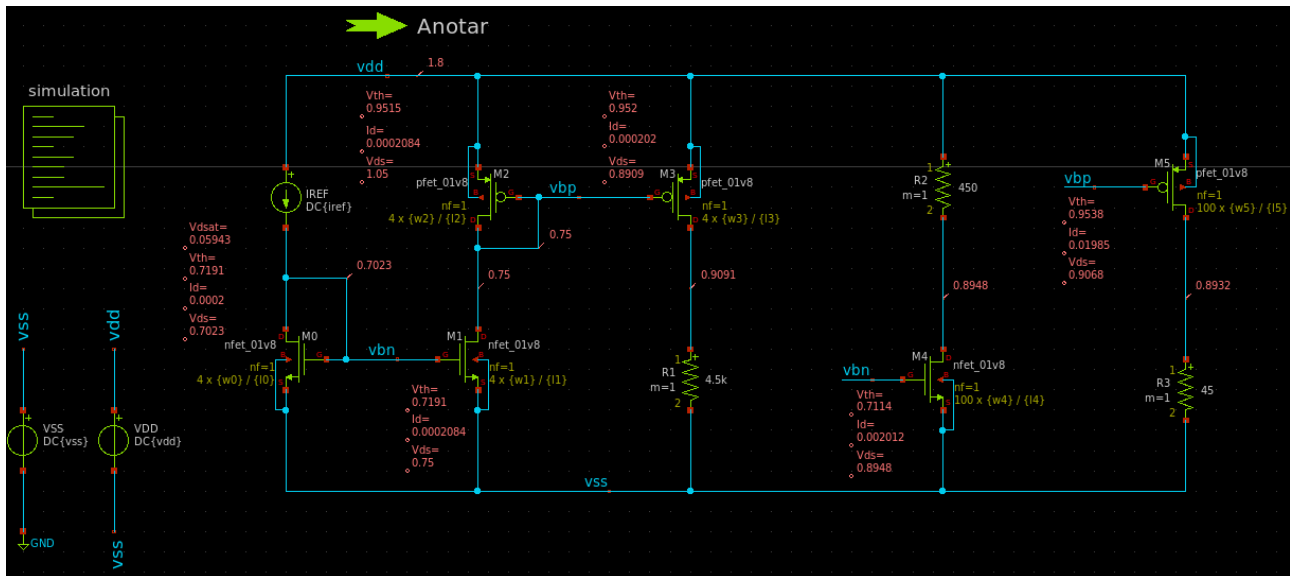 Anotar
simulation
vdd
1.8
Vth=
0.9515
Id=
0.0002084
Vds=
1.05
Vth=
0.952
Id=
0.000202
Vds=
0.8909
IREF
DC{iref}
S
M2
pfet_01v8
B
G
nf=1
4 x {w2} / {l2}
D
vbp
0.75
0.75
S
M3
pfet_01v8
B
G
nf=1
4 x {w3} / {l3}
D
0.9091
1
+
R2
m=1
450
2
0.8948
S
M5
pfet_01v8
B
G
nf=1
100 x {w5} / {l5}
D
vbp
Vth=
0.9538
Id=
0.01985
Vds=
0.9068
0.8932
Vdsat=
0.05943
Vth=
0.7191
Id=
0.0002
Vds=
0.7023
0.7023
D
M0
nfet_01v8
B
G
nf=1
4 x {w0} / {l0}
S
vbn
D
M1
nfet_01v8
B
G
nf=1
4 x {w1} / {l1}
S
Vth=
0.7191
Id=
0.0002084
Vds=
0.75
1
+
R1
m=1
4.5k
2
D
M4
nfet_01v8
B
G
nf=1
100 x {w4} / {l4}
S
vbn
Vth=
0.7114
Id=
0.002012
Vds=
0.8948
1
+
R3
m=1
45
2
vss
vss
vdd
+
VSS
DC{vss}
+
VDD
DC{vdd}
GND
vss